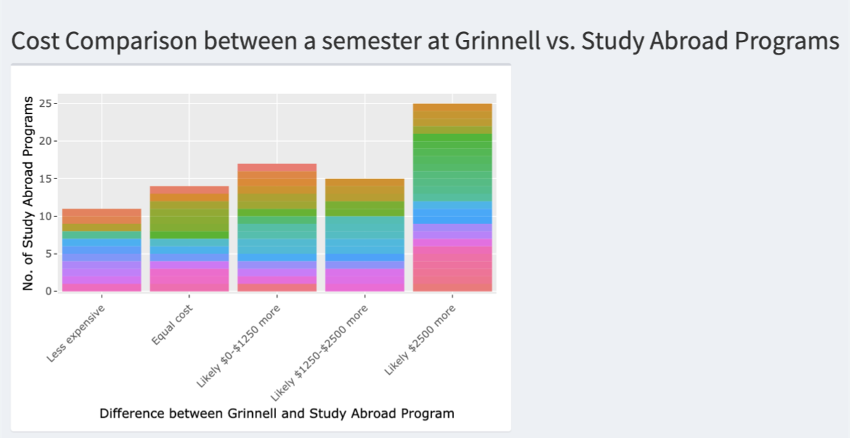 Cost Comparison between a semester at Grinnell vs. Study Abroad Programs
No. of Study Abroad Programs
25
20
15
10
5
0
Less expensive
Equal cost
Likely $0-$1250 more
Likely $1250-$2500 more
Likely $2500 more
Difference between Grinnell and Study Abroad Program